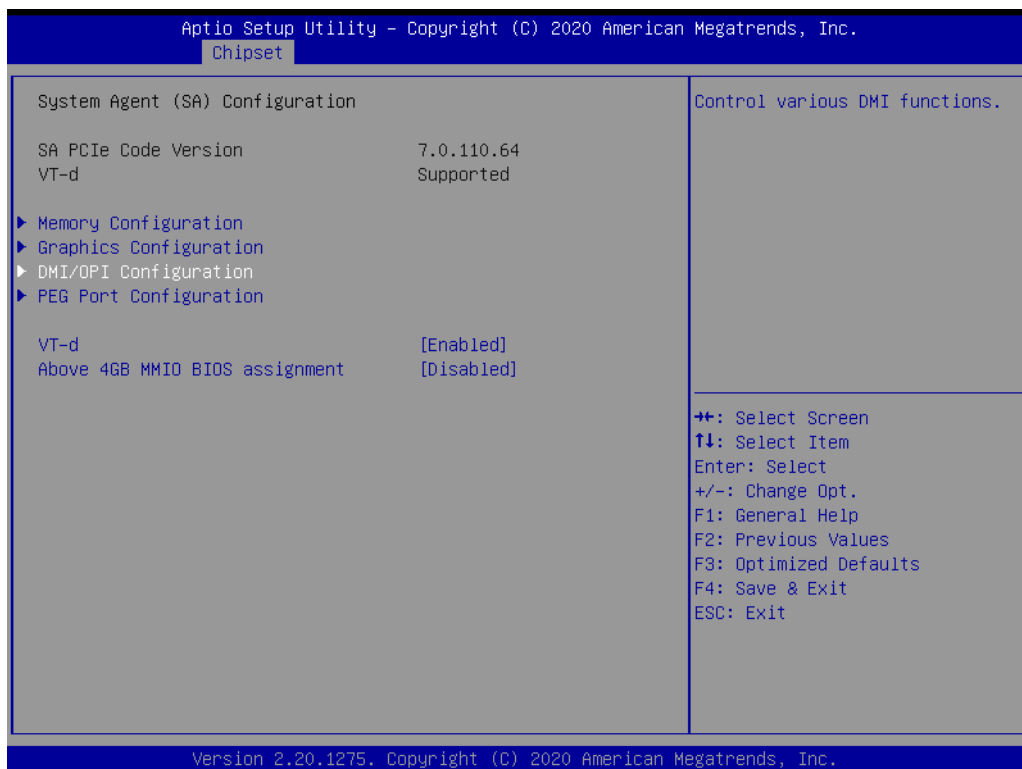 Aptio Setup Utility – Copyright (C) 2020 American Megatrends, Inc.
Chipset
System Agent (SA) Configuration
SA PCIe Code Version 7.0.110.64
VT-d Supported
▶ Memory Configuration
▶ Graphics Configuration
▶ DMI/OPI Configuration
▶ PEG Port Configuration
VT-d [Enabled]
Above 4GB MMIO BIOS assignment [Disabled]
Control various DMI functions.
→←: Select Screen
↑↓: Select Item
Enter: Select
+/-: Change Opt.
F1: General Help
F2: Previous Values
F3: Optimized Defaults
F4: Save & Exit
ESC: Exit
Version 2.20.1275. Copyright (C) 2020 American Megatrends, Inc.